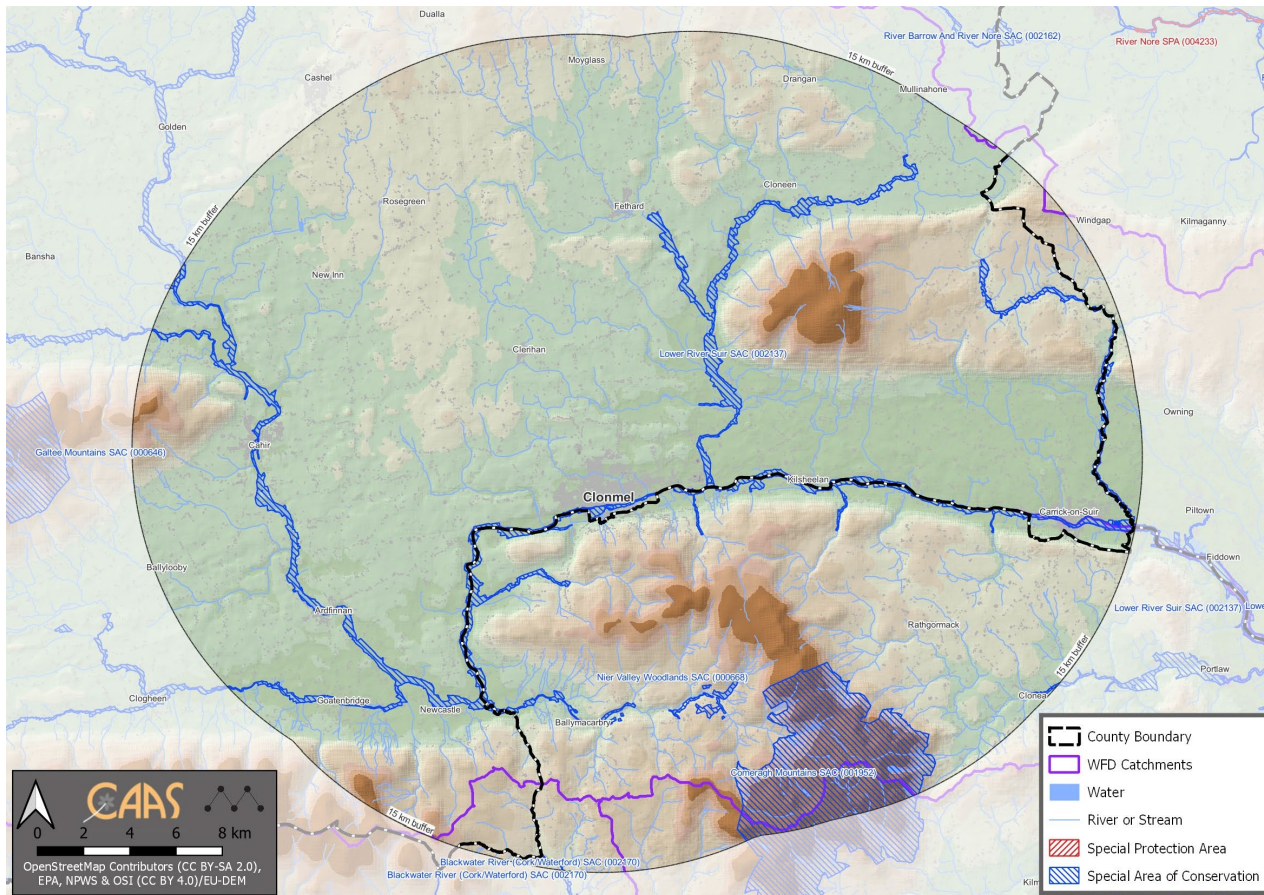 Dualla
River Barrow And River Nore SAC (002162)
River Nore SPA (004233)
Moyglass
15 km buffer
Cashel
Drangan
Mullinahone
Golden
Cloneen
Rosegreen
Fethard
15 km buffer
Windgap
Kilmaganny
Bansha
New Inn
Clerihan
Lower River Suir SAC (002137)
Owning
Cahir
Galtee Mountains SAC (000646)
Kilsheelan
Clonmel
Carrick-on-Suir
Piltown
Fiddown
Ballylooby
Ardfinnan
Lower River Suir SAC (002137)
Lowe
Rathgormack
15 km buffer
Portlaw
Nier Valley Woodlands SAC (000668)
Clogheen
Goatenbridge
Newcastle
Clonea
Ballymacarbry
Comeragh Mountains SAC (001952)
15 km buffer
Blackwater River (Cork/Waterford) SAC (002170)
Blackwater River (Cork/Waterford) SAC (002170)
Kilm
CAAS
0 2 4 6 8 km
OpenStreetMap Contributors (CC BY-SA 2.0),
EPA, NPWS & OSI (CC BY 4.0)/EU-DEM
County Boundary
WFD Catchments
Water
River or Stream
Special Protection Area
Special Area of Conservation